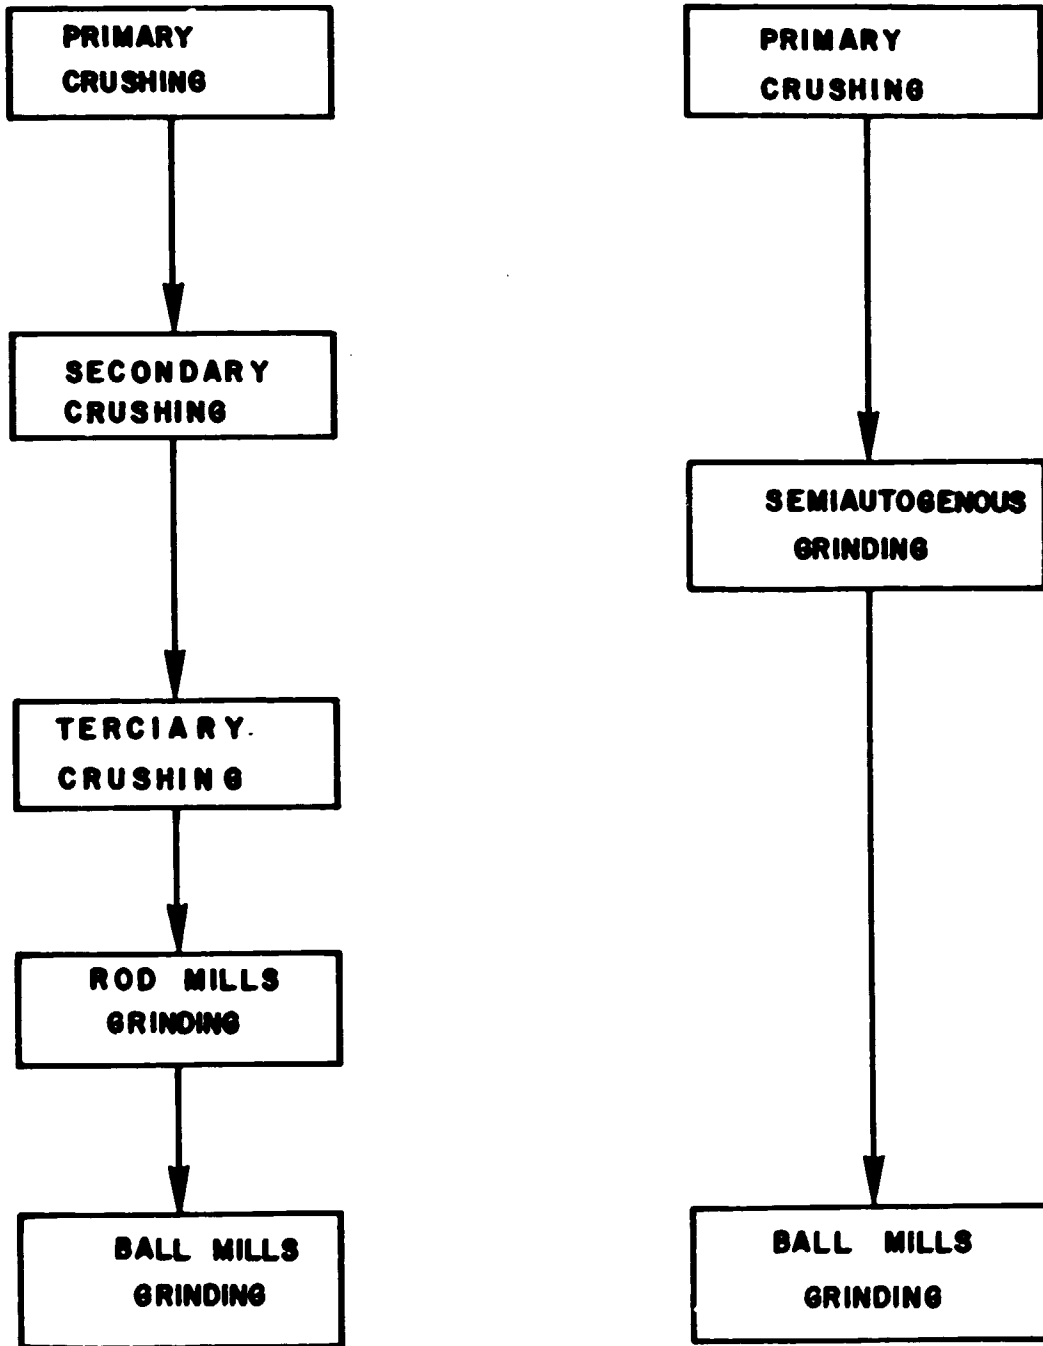 PRIMARY
CRUSHING
SECONDARY
CRUSHING
TERCIARY
CRUSHING
ROD MILLS
GRINDING
BALL MILLS
GRINDING
PRIMARY
CRUSHING
SEMIAUTOGENOUS
GRINDING
BALL MILLS
GRINDING